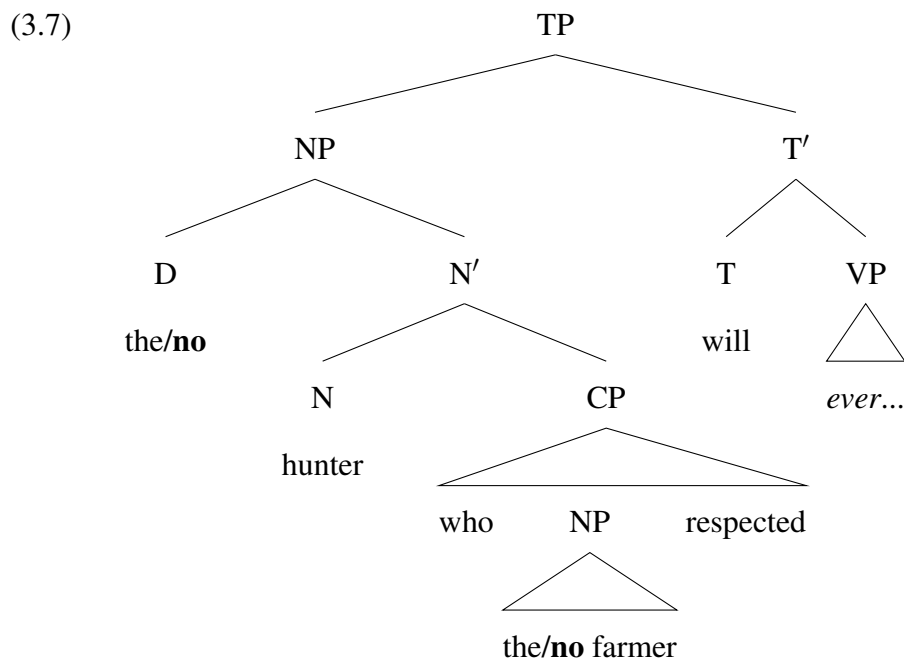 (3.7) TP
NP T′
D N′ T VP
the/no will
N CP ever...
hunter
who NP respected
the/no farmer